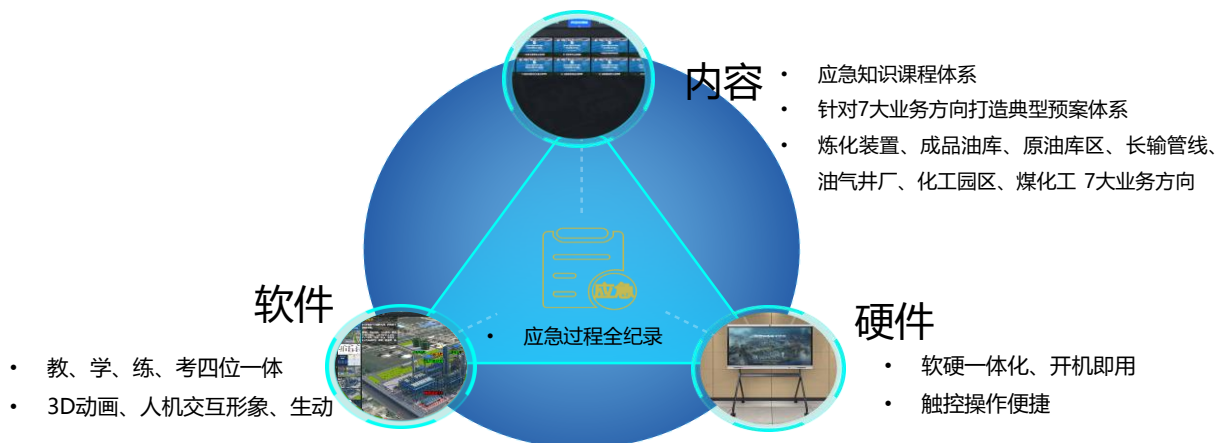 内容
• 应急知识课程体系
• 针对7大业务方向打造典型预案体系
• 炼化装置、成品油库、原油库区、长输管线、
油气井厂、化工园区、煤化工 7大业务方向
应急
• 应急过程全纪录
软件
• 教、学、练、考四位一体
• 3D动画、人机交互形象、生动
硬件
• 软硬一体化、开机即用
• 触控操作便捷